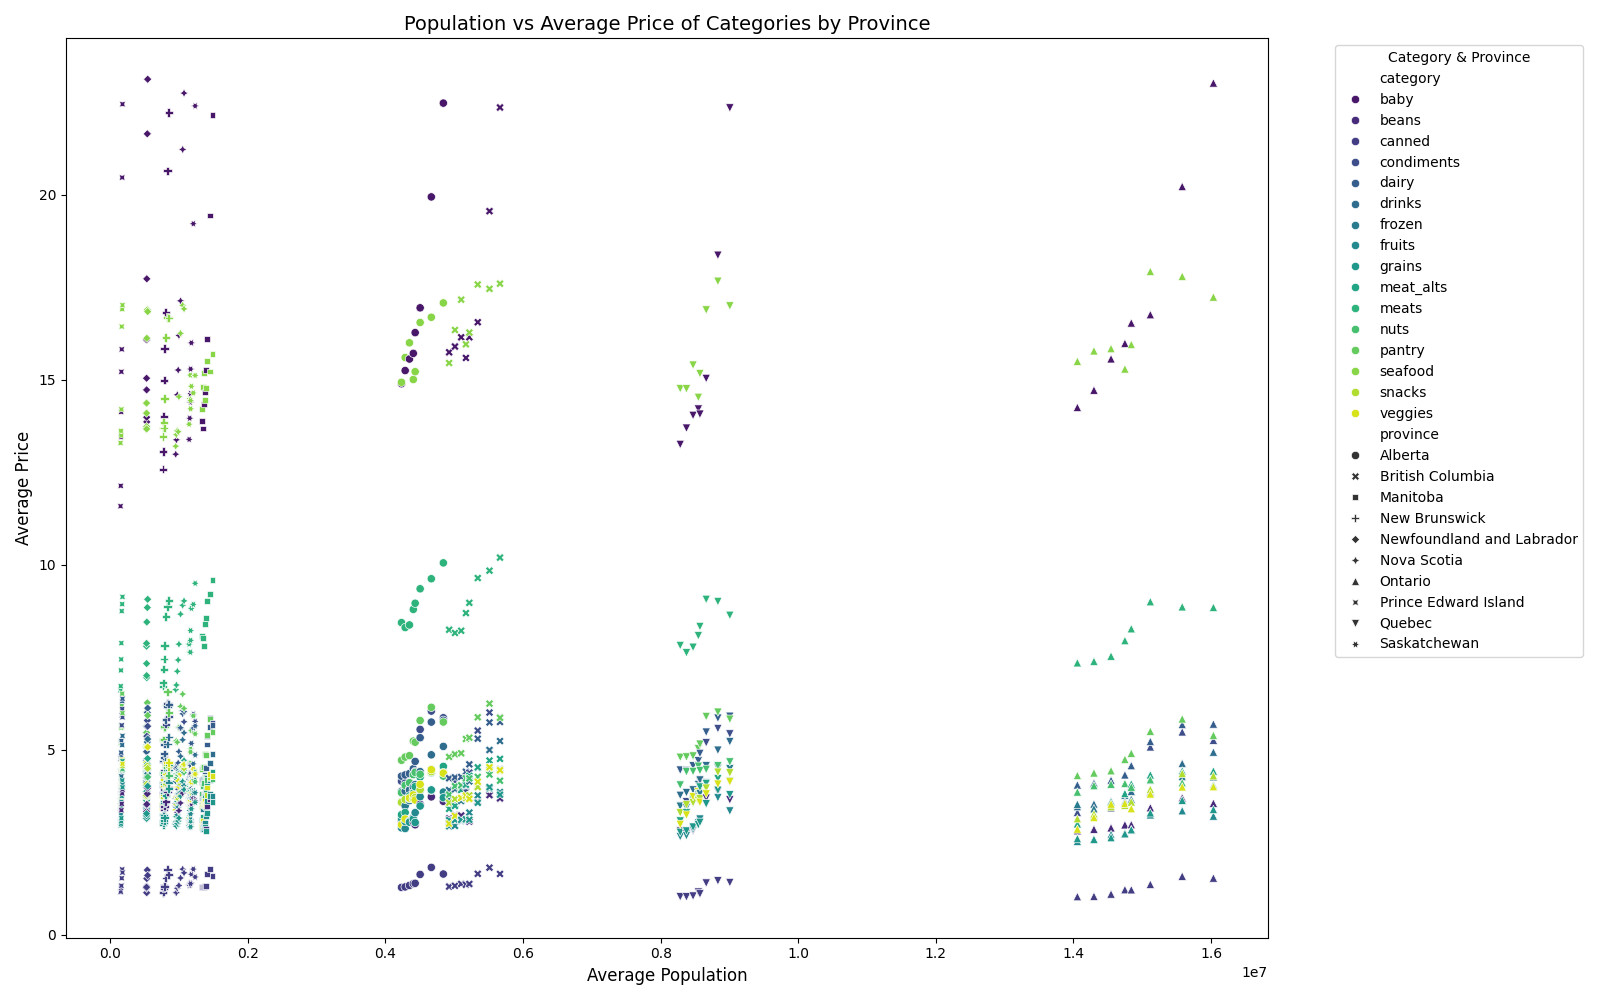 Population vs Average Price of Categories by Province
Category & Province
category
baby
beans
canned
condiments
dairy
drinks
frozen
fruits
grains
meat_alts
meats
nuts
pantry
seafood
snacks
veggies
province
Alberta
British Columbia
Manitoba
New Brunswick
Newfoundland and Labrador
Nova Scotia
Ontario
Prince Edward Island
Quebec
Saskatchewan
Average Price
20
15
10
5
0
0.0 0.2 0.4 0.6 0.8 1.0 1.2 1.4 1.6
1e7
Average Population